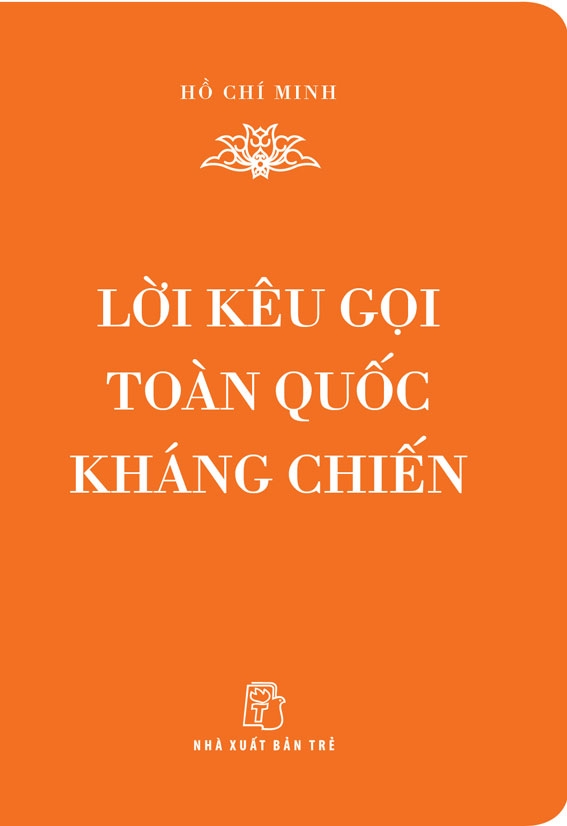 HỒ CHÍ MINH
LỜI KÊU GỌI
TOÀN QUỐC
KHÁNG CHIẾN
T
NHÀ XUẤT BẢN TRẺ